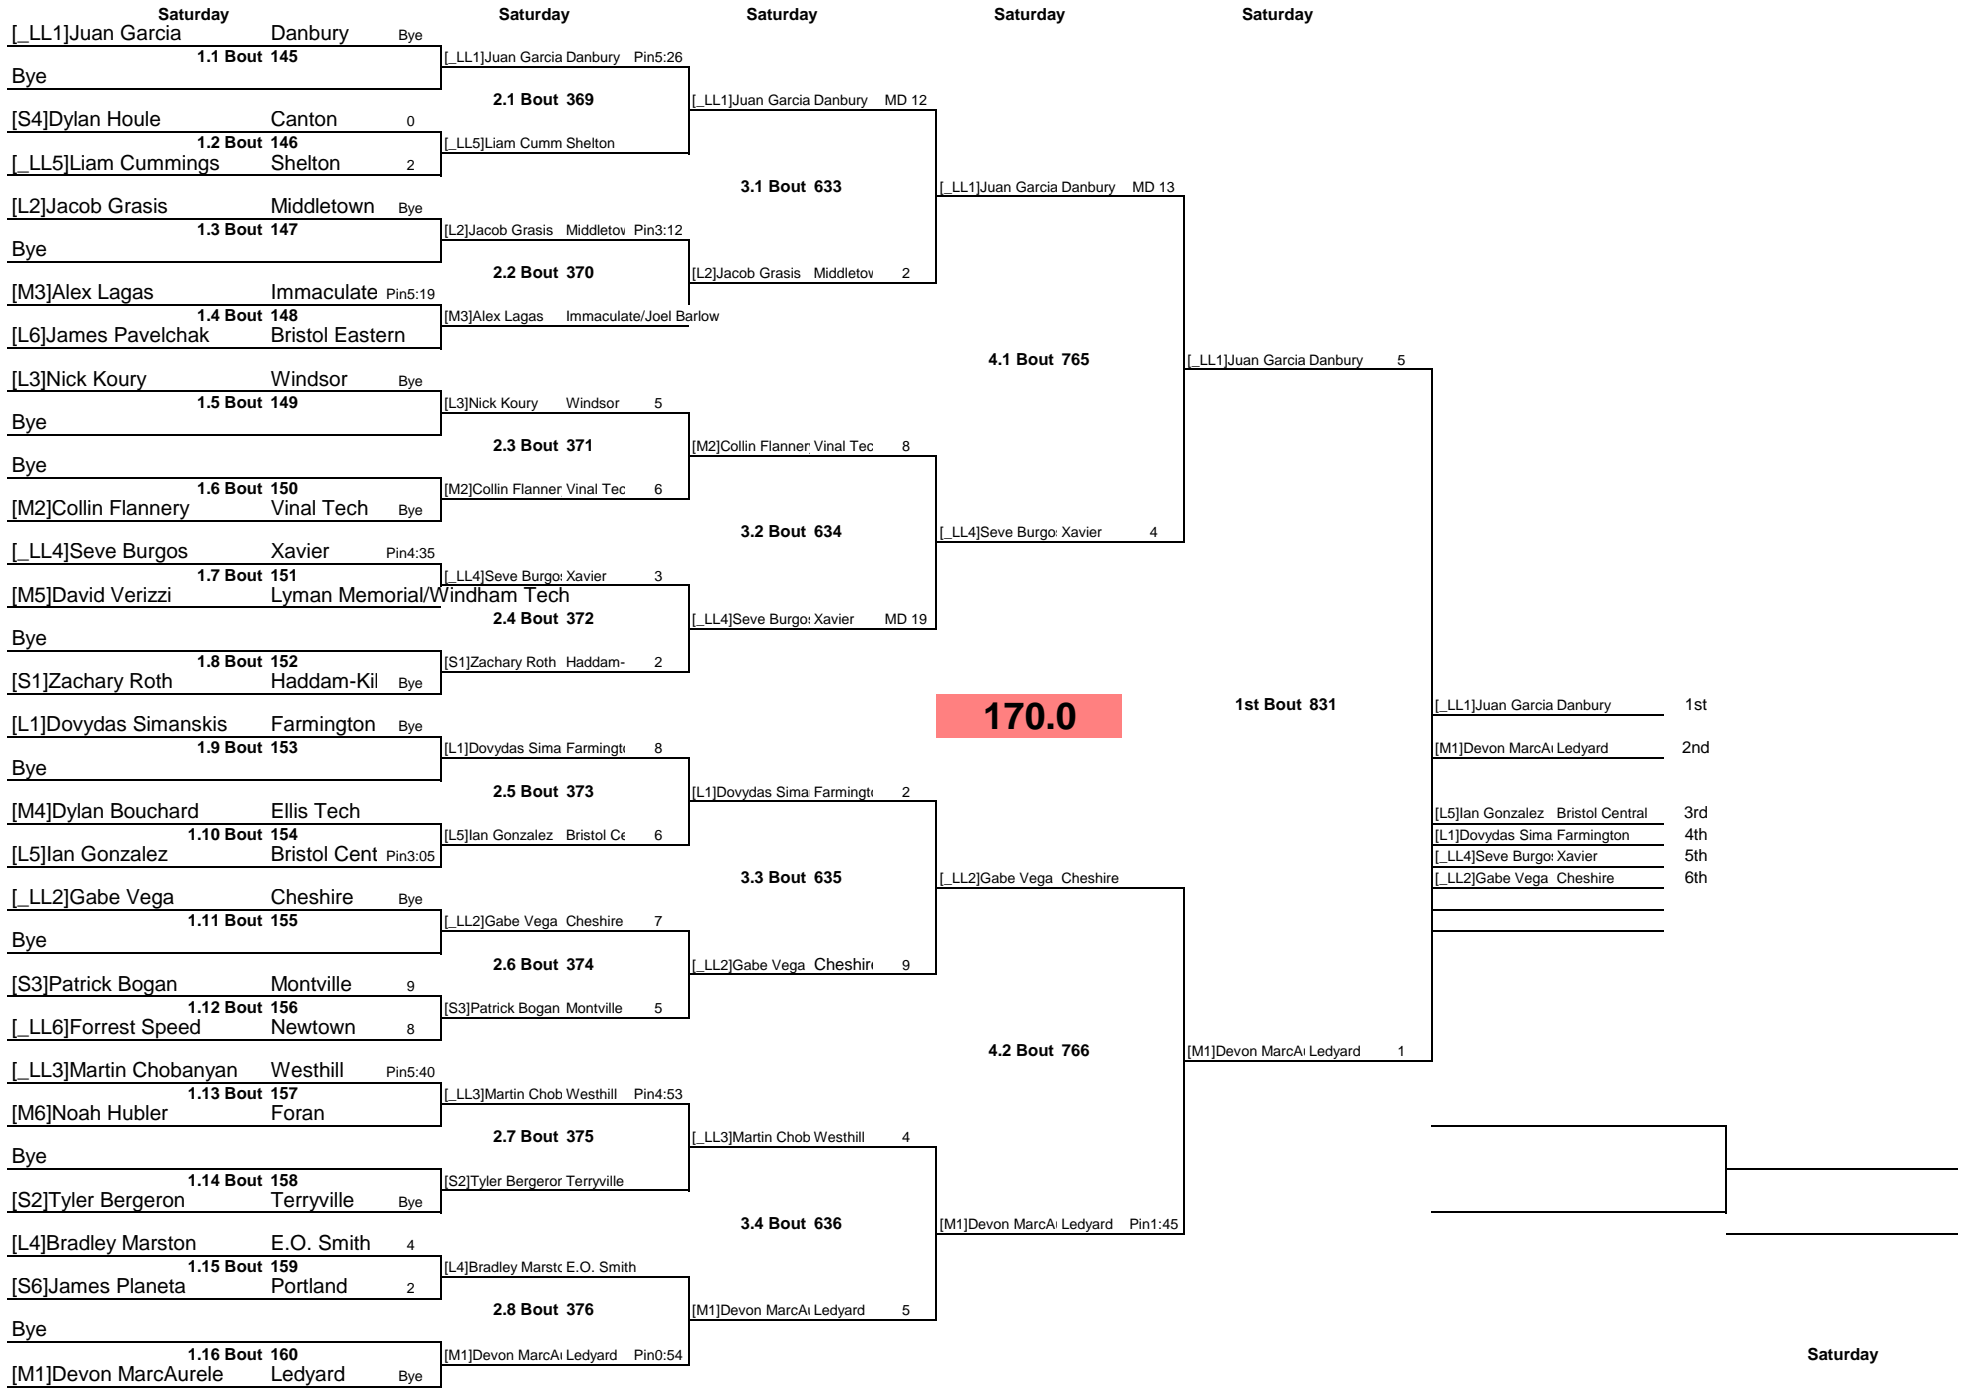 Saturday Saturday Saturday Saturday Saturday
[_LL1]Juan Garcia Danbury Bye
1.1 Bout 145
Bye
[S4]Dylan Houle Canton 0
1.2 Bout 146
[_LL5]Liam Cummings Shelton 2
[L2]Jacob Grasis Middletown Bye
1.3 Bout 147
Bye
[M3]Alex Lagas Immaculate Pin5:19
1.4 Bout 148
[L6]James Pavelchak Bristol Eastern
[L3]Nick Koury Windsor Bye
1.5 Bout 149
Bye
Bye
1.6 Bout 150
[M2]Collin Flannery Vinal Tech Bye
[_LL4]Seve Burgos Xavier Pin4:35
1.7 Bout 151
[M5]David Verizzi Lyman Memorial/Windham Tech
Bye
1.8 Bout 152
[S1]Zachary Roth Haddam-Kil Bye
[L1]Dovydas Simanskis Farmington Bye
1.9 Bout 153
Bye
[M4]Dylan Bouchard Ellis Tech
1.10 Bout 154
[L5]Ian Gonzalez Bristol Cent Pin3:05
[_LL2]Gabe Vega Cheshire Bye
1.11 Bout 155
Bye
[S3]Patrick Bogan Montville 9
1.12 Bout 156
[_LL6]Forrest Speed Newtown 8
[_LL3]Martin Chobanyan Westhill Pin5:40
1.13 Bout 157
[M6]Noah Hubler Foran
Bye
1.14 Bout 158
[S2]Tyler Bergeron Terryville Bye
[L4]Bradley Marston E.O. Smith 4
1.15 Bout 159
[S6]James Planeta Portland 2
Bye
1.16 Bout 160
[M1]Devon MarcAurele Ledyard Bye
[_LL1]Juan Garcia Danbury Pin5:26
2.1 Bout 369
[_LL5]Liam Cumm Shelton
[L2]Jacob Grasis Middletov Pin3:12
2.2 Bout 370
[M3]Alex Lagas Immaculate/Joel Barlow
[L3]Nick Koury Windsor 5
2.3 Bout 371
[M2]Collin Flanner Vinal Tec 6
[_LL4]Seve Burgo: Xavier 3
2.4 Bout 372
[S1]Zachary Roth Haddam- 2
[L1]Dovydas Sima Farmingt 8
2.5 Bout 373
[L5]Ian Gonzalez Bristol Ce 6
[_LL2]Gabe Vega Cheshire 7
2.6 Bout 374
[S3]Patrick Bogan Montville 5
[_LL3]Martin Chob Westhill Pin4:53
2.7 Bout 375
[S2]Tyler Bergeror Terryville
[L4]Bradley Marstc E.O. Smith
2.8 Bout 376
[M1]Devon MarcAı Ledyard Pin0:54
[_LL1]Juan Garcia Danbury MD 12
3.1 Bout 633
[L2]Jacob Grasis Middletov 2
[M2]Collin Flanner Vinal Tec 8
3.2 Bout 634
[_LL4]Seve Burgo: Xavier MD 19
[L1]Dovydas Sima Farmingt 2
3.3 Bout 635
[_LL2]Gabe Vega Cheshire 9
[_LL3]Martin Chob Westhill 4
3.4 Bout 636
[M1]Devon MarcAı Ledyard 5
[_LL1]Juan Garcia Danbury MD 13
4.1 Bout 765
[_LL4]Seve Burgo: Xavier 4
170.0
[_LL2]Gabe Vega Cheshire
4.2 Bout 766
[M1]Devon MarcAı Ledyard Pin1:45
[_LL1]Juan Garcia Danbury 5
1st Bout 831
[M1]Devon MarcAı Ledyard 1
[_LL1]Juan Garcia Danbury 1st
[M1]Devon MarcAı Ledyard 2nd
[L5]Ian Gonzalez Bristol Central 3rd
[L1]Dovydas Sima Farmington 4th
[_LL4]Seve Burgo: Xavier 5th
[_LL2]Gabe Vega Cheshire 6th
Saturday